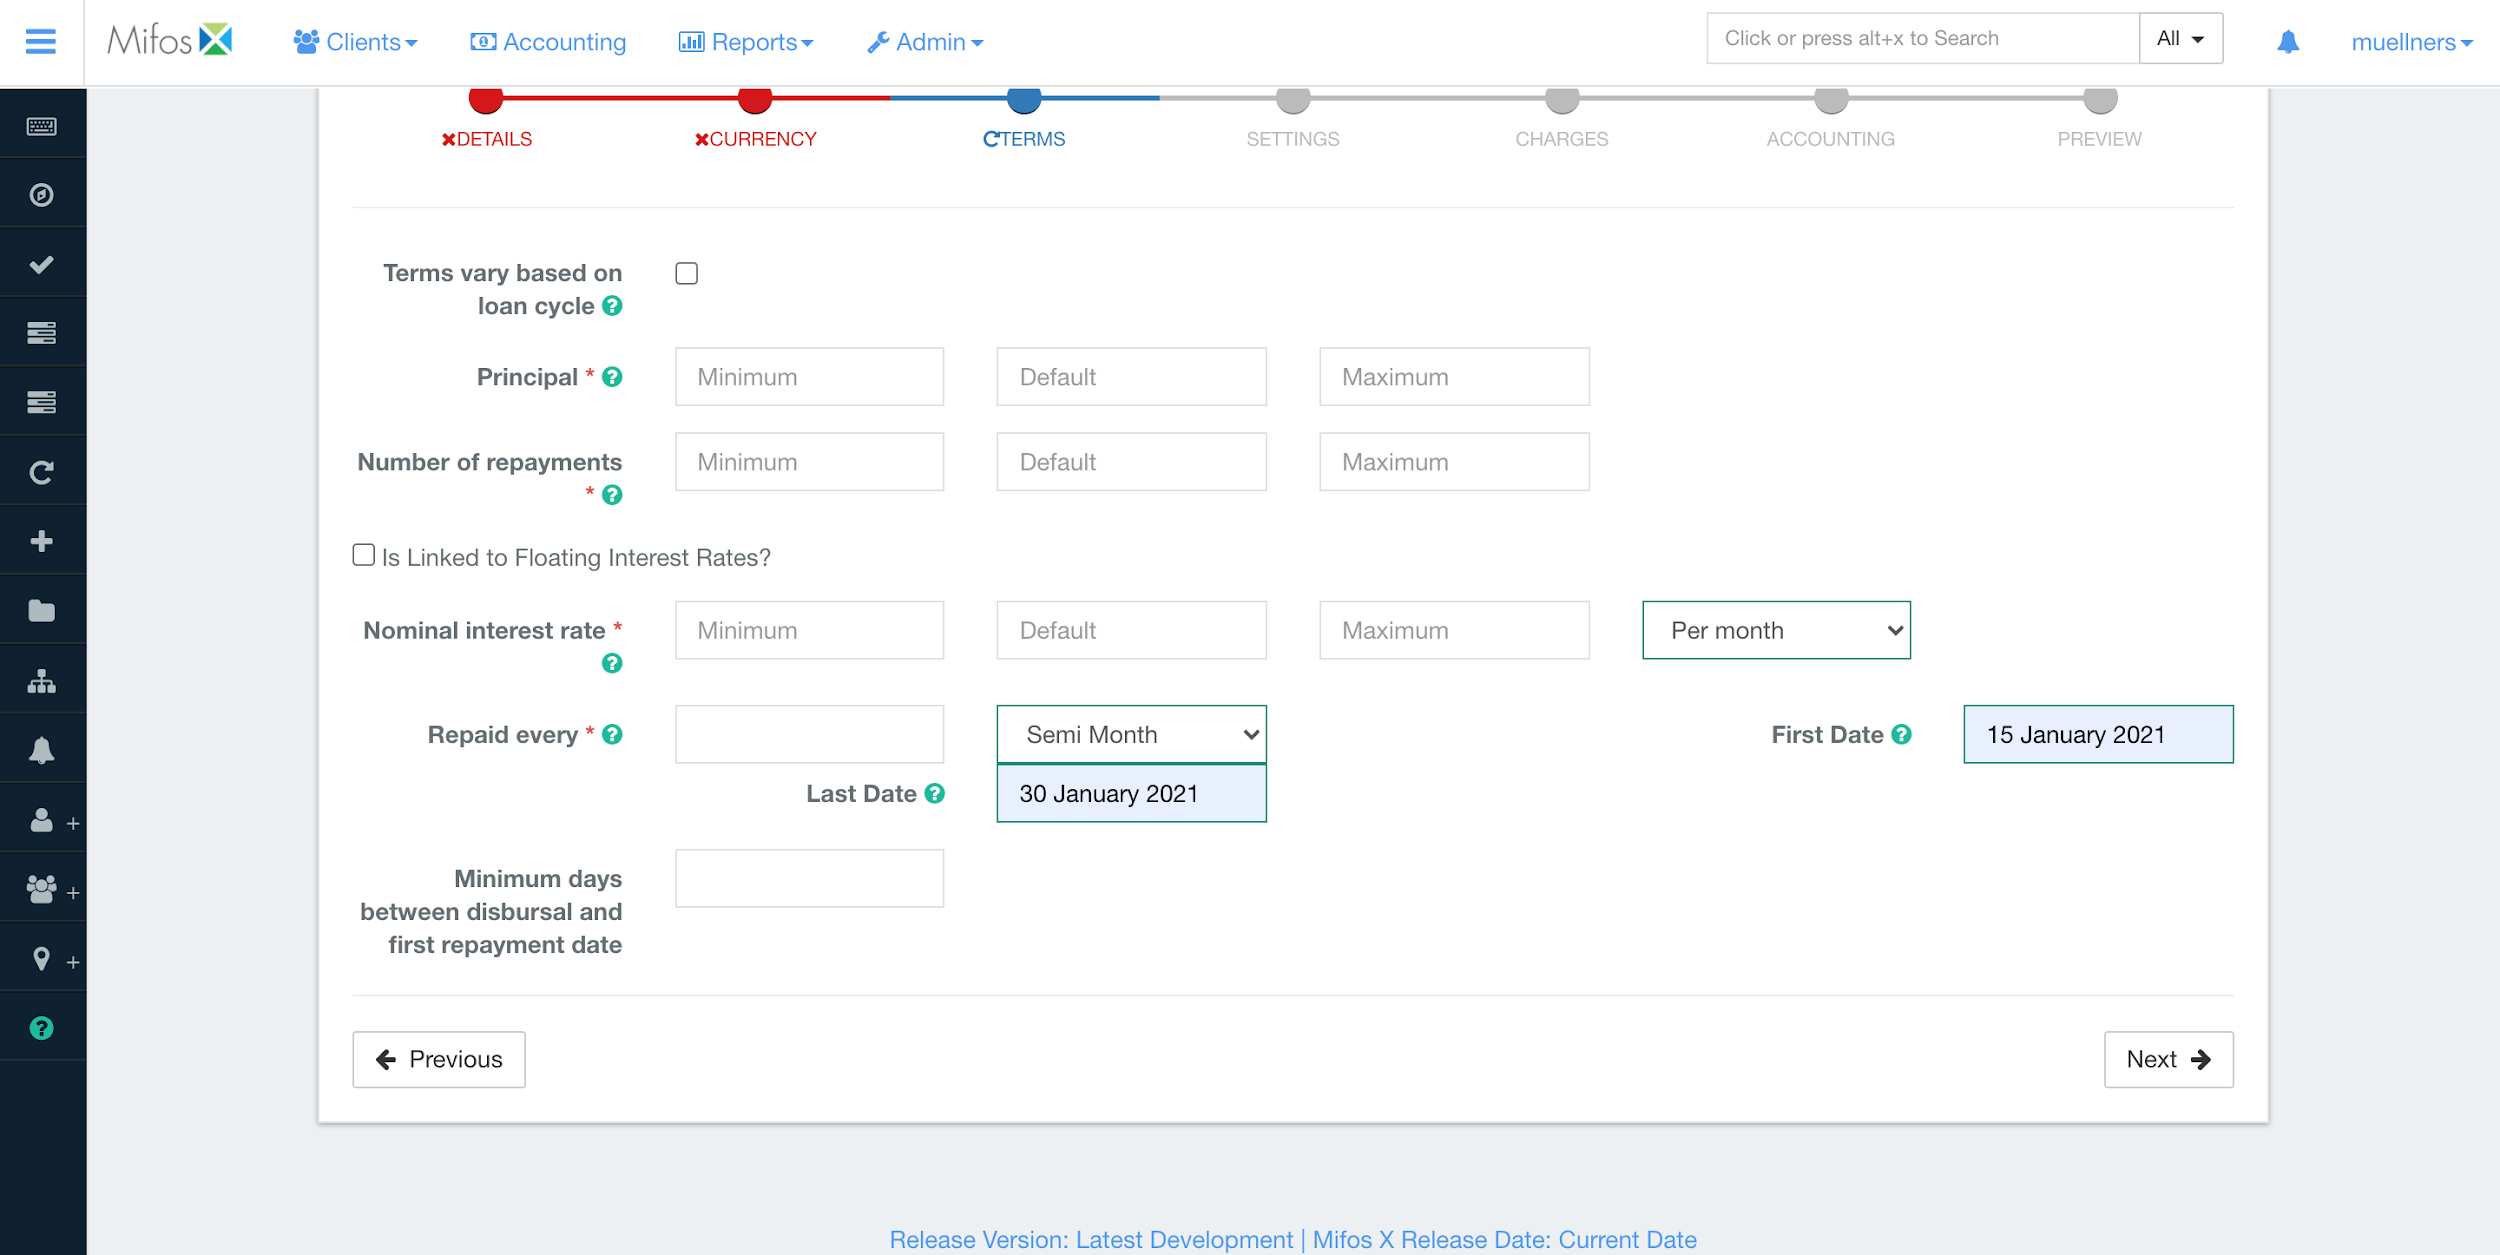 Mifos Clients Accounting Reports Admin Click or press alt+x to Search All muellners
DETAILS CURRENCY TERMS SETTINGS CHARGES ACCOUNTING PREVIEW
Terms vary based on
loan cycle ?
Principal * ? Minimum Default Maximum
Number of repayments Minimum Default Maximum
* ?
Is Linked to Floating Interest Rates?
Nominal interest rate * Minimum Default Maximum Per month
?
Repaid every * ? Semi Month First Date ? 15 January 2021
Last Date ? 30 January 2021
Minimum days
between disbursal and
first repayment date
Previous Next
Release Version: Latest Development | Mifos X Release Date: Current Date